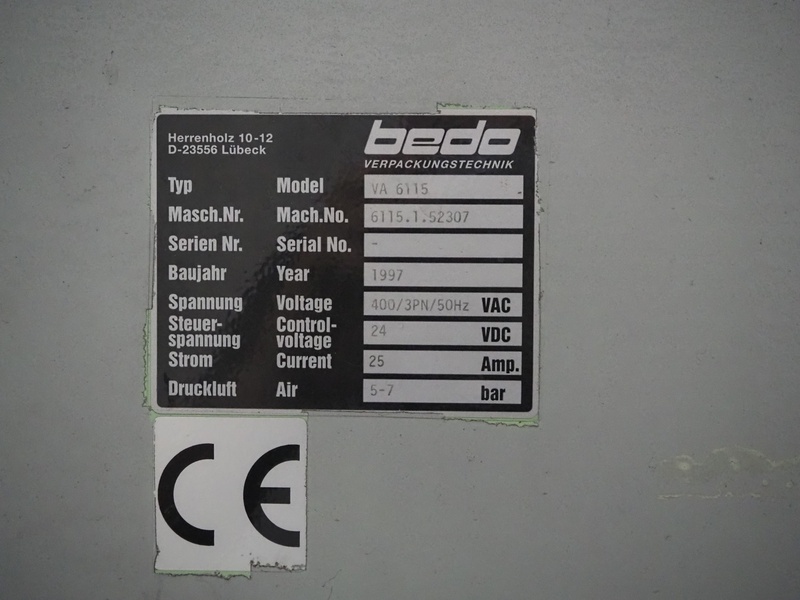 Herrenholz 10-12
D-23556 Lübeck
bedo
VERPACKUNGSTECHNIK
Typ Model VA 6115
Masch.Nr. Mach.No. 6115.1.52307
Serien Nr. Serial No. -
Baujahr Year 1997
Spannung Voltage 400/3PN/50Hz VAC
Steuer-
spannung Control-
voltage 24 VDC
Strom Current 25 Amp.
Druckluft Air 5-7 bar
CE